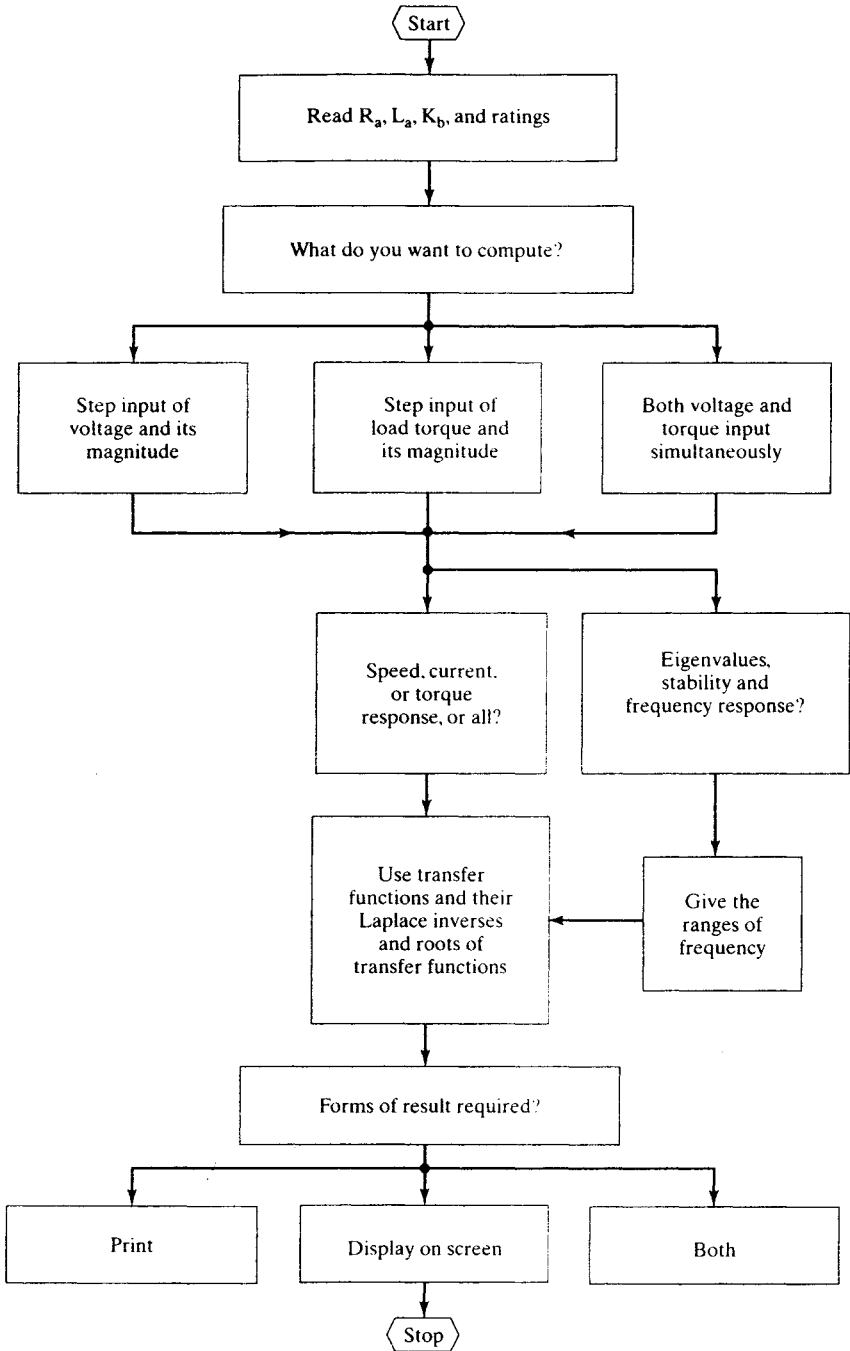 Start
Read Rₐ, Lₐ, K_b, and ratings
What do you want to compute?
Step input of
voltage and its
magnitude
Step input of
load torque and
its magnitude
Both voltage and
torque input
simultaneously
Speed, current,
or torque
response, or all?
Eigenvalues,
stability and
frequency response?
Use transfer
functions and their
Laplace inverses
and roots of
transfer functions
Give the
ranges of
frequency
Forms of result required?
Print
Display on screen
Both
Stop